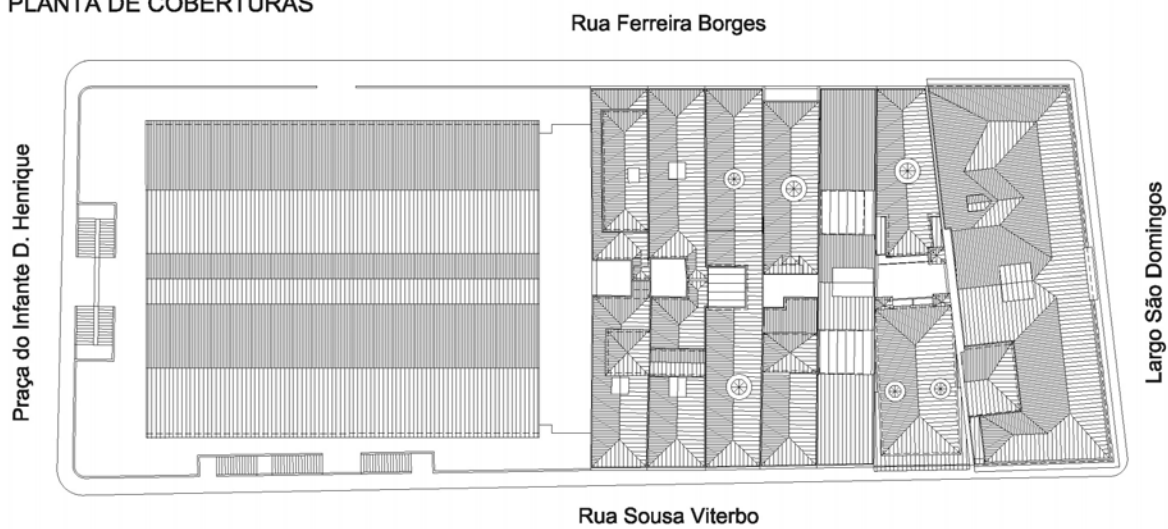 PLANTA DE COBERTURAS
Rua Ferreira Borges
Praça do Infante D. Henrique
Largo São Domingos
Rua Sousa Viterbo